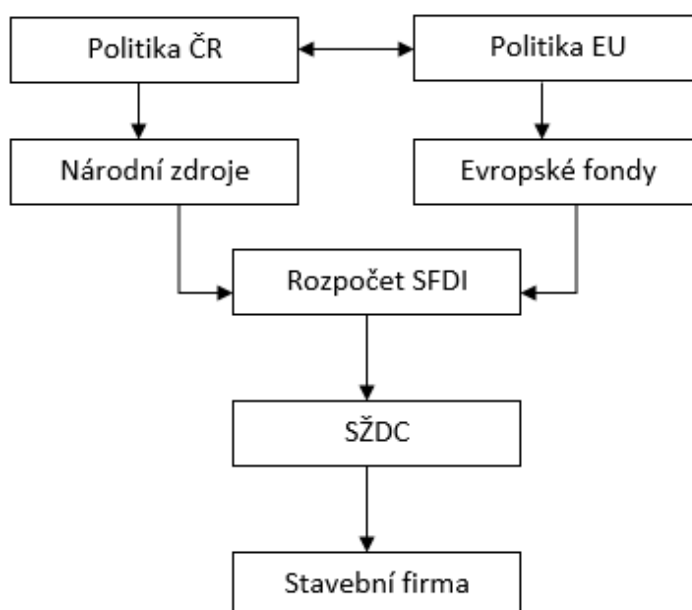 Politika ČR
Politika EU
Národní zdroje
Evropské fondy
Rozpočet SFDI
SŽDC
Stavební firma